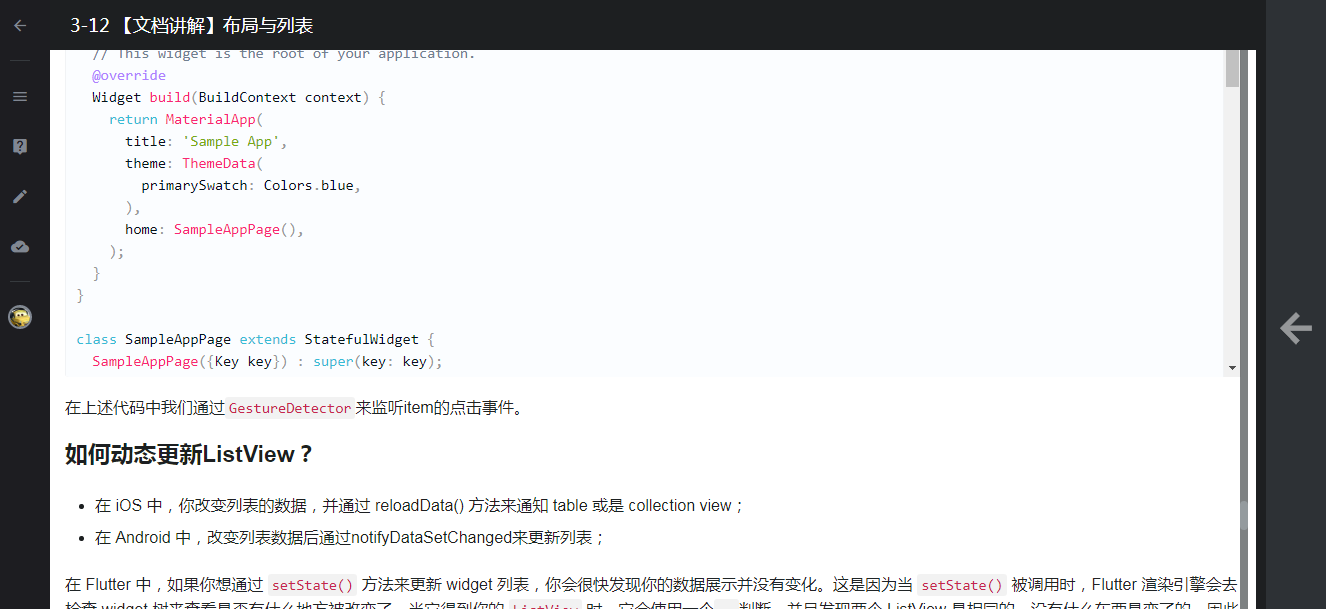 3-12 【文档讲解】布局与列表
// This widget is the root of your application.
@override
Widget build(BuildContext context) {
return MaterialApp(
title: 'Sample App',
theme: ThemeData(
primarySwatch: Colors.blue,
),
home: SampleAppPage(),
);
}
}
class SampleAppPage extends StatefulWidget {
SampleAppPage({Key key}) : super(key: key);
在上述代码中我们通过GestureDetector来监听item的点击事件。
如何动态更新ListView？
在 iOS 中，你改变列表的数据，并通过 reloadData() 方法来通知 table 或是 collection view；
在 Android 中，改变列表数据后通过notifyDataSetChanged来更新列表；
在 Flutter 中，如果你想通过 setState() 方法来更新 widget 列表，你会很快发现你的数据展示并没有变化。这是因为当 setState() 被调用时，Flutter 渲染引擎会去
检查 widget 树来查看是否有什么地方被改变了。当它得到你的 ListView 时，它会使用一个 判断，并且发现两个 ListView 是相同的。没有什么东西是变了的，因此